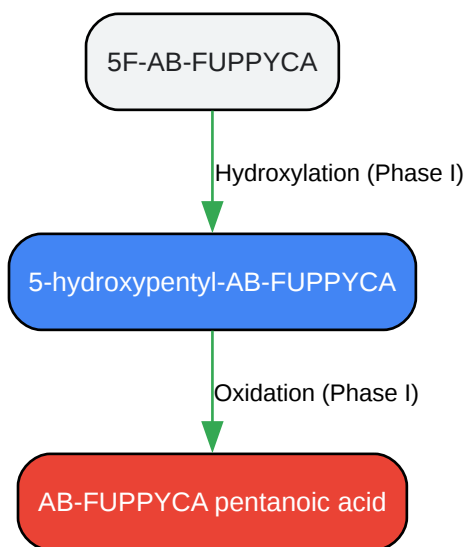 5F-AB-FUPPYCA
Hydroxylation (Phase I)
5-hydroxypentyl-AB-FUPPYCA
Oxidation (Phase I)
AB-FUPPYCA pentanoic acid